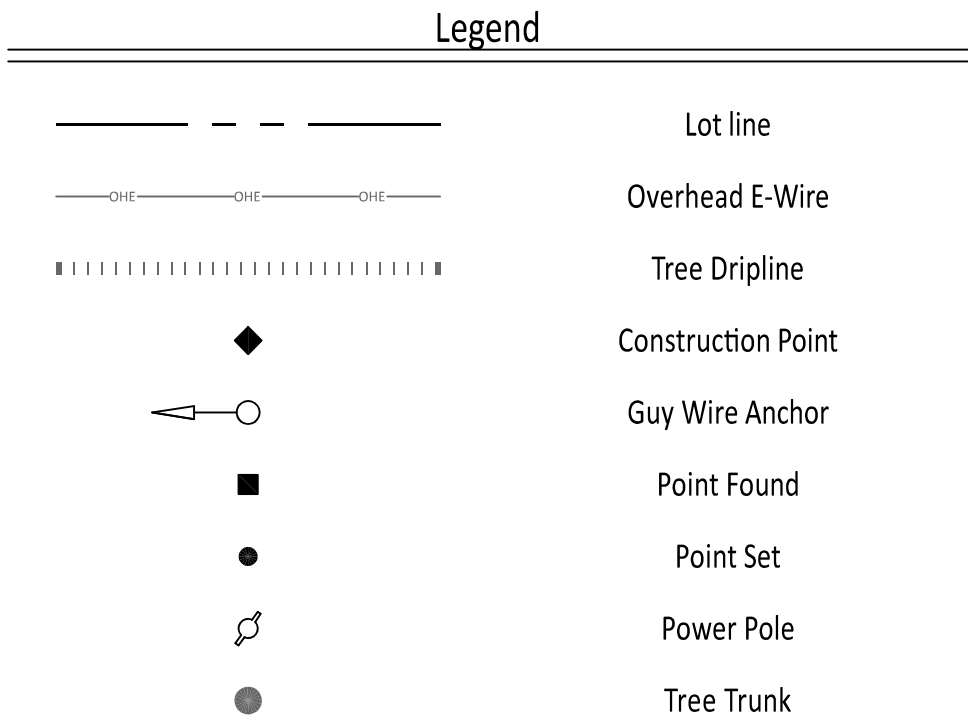 Legend
Lot line
OHE OHE OHE Overhead E-Wire
Tree Dripline
Construction Point
Guy Wire Anchor
Point Found
Point Set
Power Pole
Tree Trunk